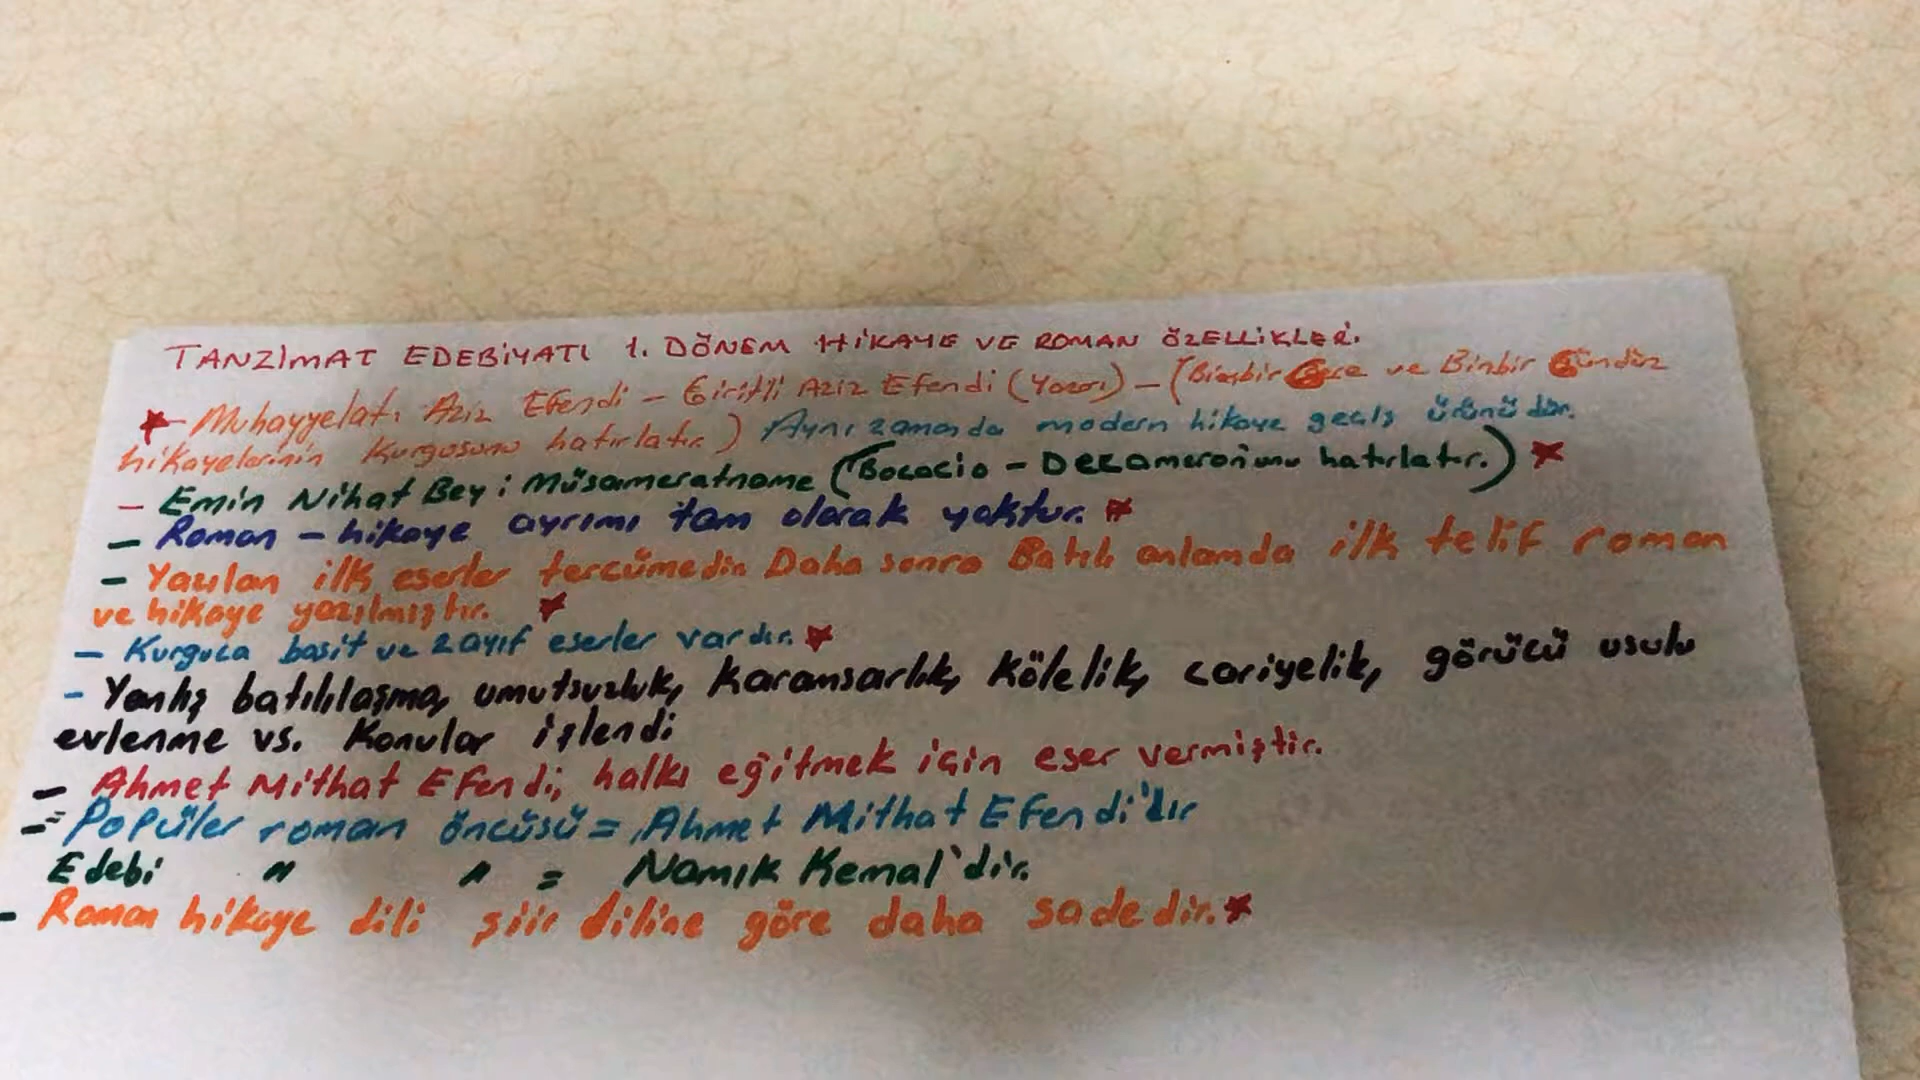 TANZİMAT EDEBİYATI 1. DÖNEM HİKAYE VE ROMAN ÖZELLİKLERİ.
- Muhayyelatı Aziz Efendi - Giritli Aziz Efendi (Yazarı) - (Binbir Gece ve Binbir Gündüz
hikayelerinin kurgusunu hatırlatır.) Aynı zamanda modern hikaye geçiş ürünüdür.
- Emin Nihat Bey: Müsameratname (Bocacio - Dekameronunu hatırlatır.)
- Roman - hikaye ayrımı tam olarak yoktur.
- Yazılan ilk eserler tercümedir. Daha sonra Batılı anlamda ilk telif roman
ve hikaye yazılmıştır.
- Kurguca basit ve zayıf eserler vardır.
- Yanlış batılılaşma, umutsuzluk, karamsarlık, kölelik, cariyelik, görücü usulu
evlenme vs. Konular işlendi
- Ahmet Mithat Efendi; halkı eğitmek için eser vermiştir.
- Popüler roman öncüsü = Ahmet Mithat Efendi'dir
Edebi " " = Namık Kemal'dir.
- Roman hikaye dili şiir diline göre daha sadedir.